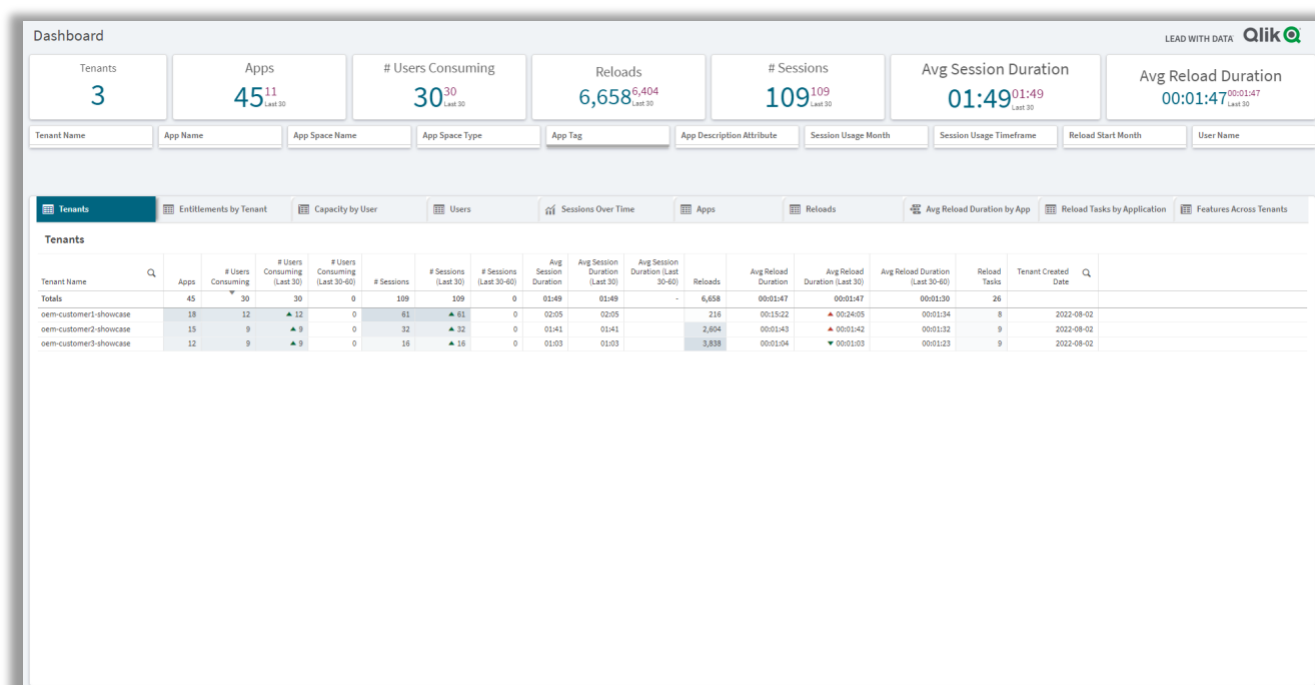 Dashboard
LEAD WITH DATA Qlik
Tenants
3
Apps
45 11 Last 30
# Users Consuming
30 30 Last 30
Reloads
6,658 6,404 Last 30
# Sessions
109 109 Last 30
Avg Session Duration
01:49 01:49 Last 30
Avg Reload Duration
00:01:47 00:01:47 Last 30
Tenant Name App Name App Space Name App Space Type App Tag App Description Attribute Session Usage Month Session Usage Timeframe Reload Start Month User Name
Tenants Entitlements by Tenant Capacity by User Users Sessions Over Time Apps Reloads Avg Reload Duration by App Reload Tasks by Application Features Across Tenants
Tenants
Tenant Name Apps # Users Consuming # Users Consuming (Last 30) # Users Consuming (Last 30-60) # Sessions # Sessions (Last 30) # Sessions (Last 30-60) Avg Session Duration Avg Session Duration (Last 30) Avg Session Duration (Last 30-60) Reloads Avg Reload Duration Avg Reload Duration (Last 30) Avg Reload Duration (Last 30-60) Reload Tasks Tenant Created Date
Totals 45 30 30 0 109 109 0 01:49 01:49 - 6,658 00:01:47 00:01:47 00:01:30 26
oem-customer1-showcase 18 12 ▲ 12 0 61 ▲ 61 0 02:05 02:05 216 00:15:22 ▲ 00:24:05 00:01:34 8 2022-08-02
oem-customer2-showcase 15 9 ▲ 9 0 32 ▲ 32 0 01:41 01:41 2,604 00:01:43 ▲ 00:01:42 00:01:32 9 2022-08-02
oem-customer3-showcase 12 9 ▲ 9 0 16 ▲ 16 0 01:03 01:03 3,838 00:01:04 ▼ 00:01:03 00:01:23 9 2022-08-02